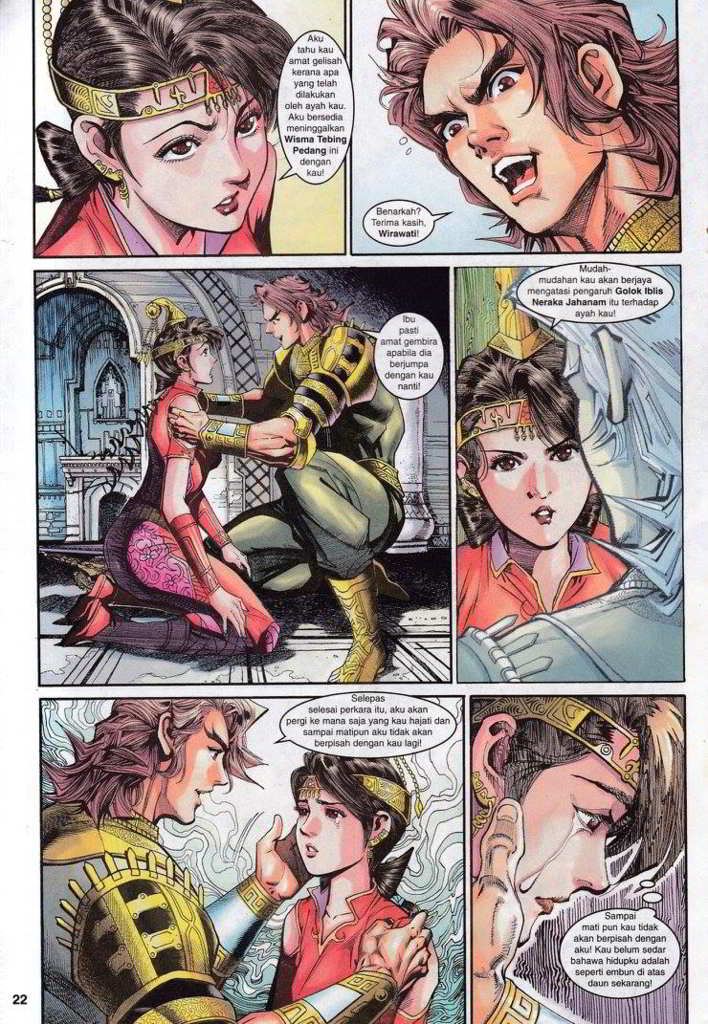 Aku
tahu kau
amat gelisah
kerana apa
yang telah
dilakukan
oleh ayah kau.
Aku bersedia
meninggalkan
Wisma Tebing
Pedang ini
dengan
kau!
Benarkah?
Terima kasih,
Wirawati!
Ibu
pasti
amat gembira
apabila dia
berjumpa
dengan kau
nanti!
Mudah-
mudahan kau akan berjaya
mengatasi pengaruh Golok Iblis
Neraka Jahanam itu terhadap
ayah kau!
Selepas
selesai perkara itu, aku akan
pergi ke mana saja yang kau hajati dan
sampai matipun aku tidak akan
berpisah dengan kau lagi!
Sampai
mati pun kau tidak
akan berpisah dengan
aku! Kau belum sedar
bahawa hidupku adalah
seperti embun di atas
daun sekarang!
22